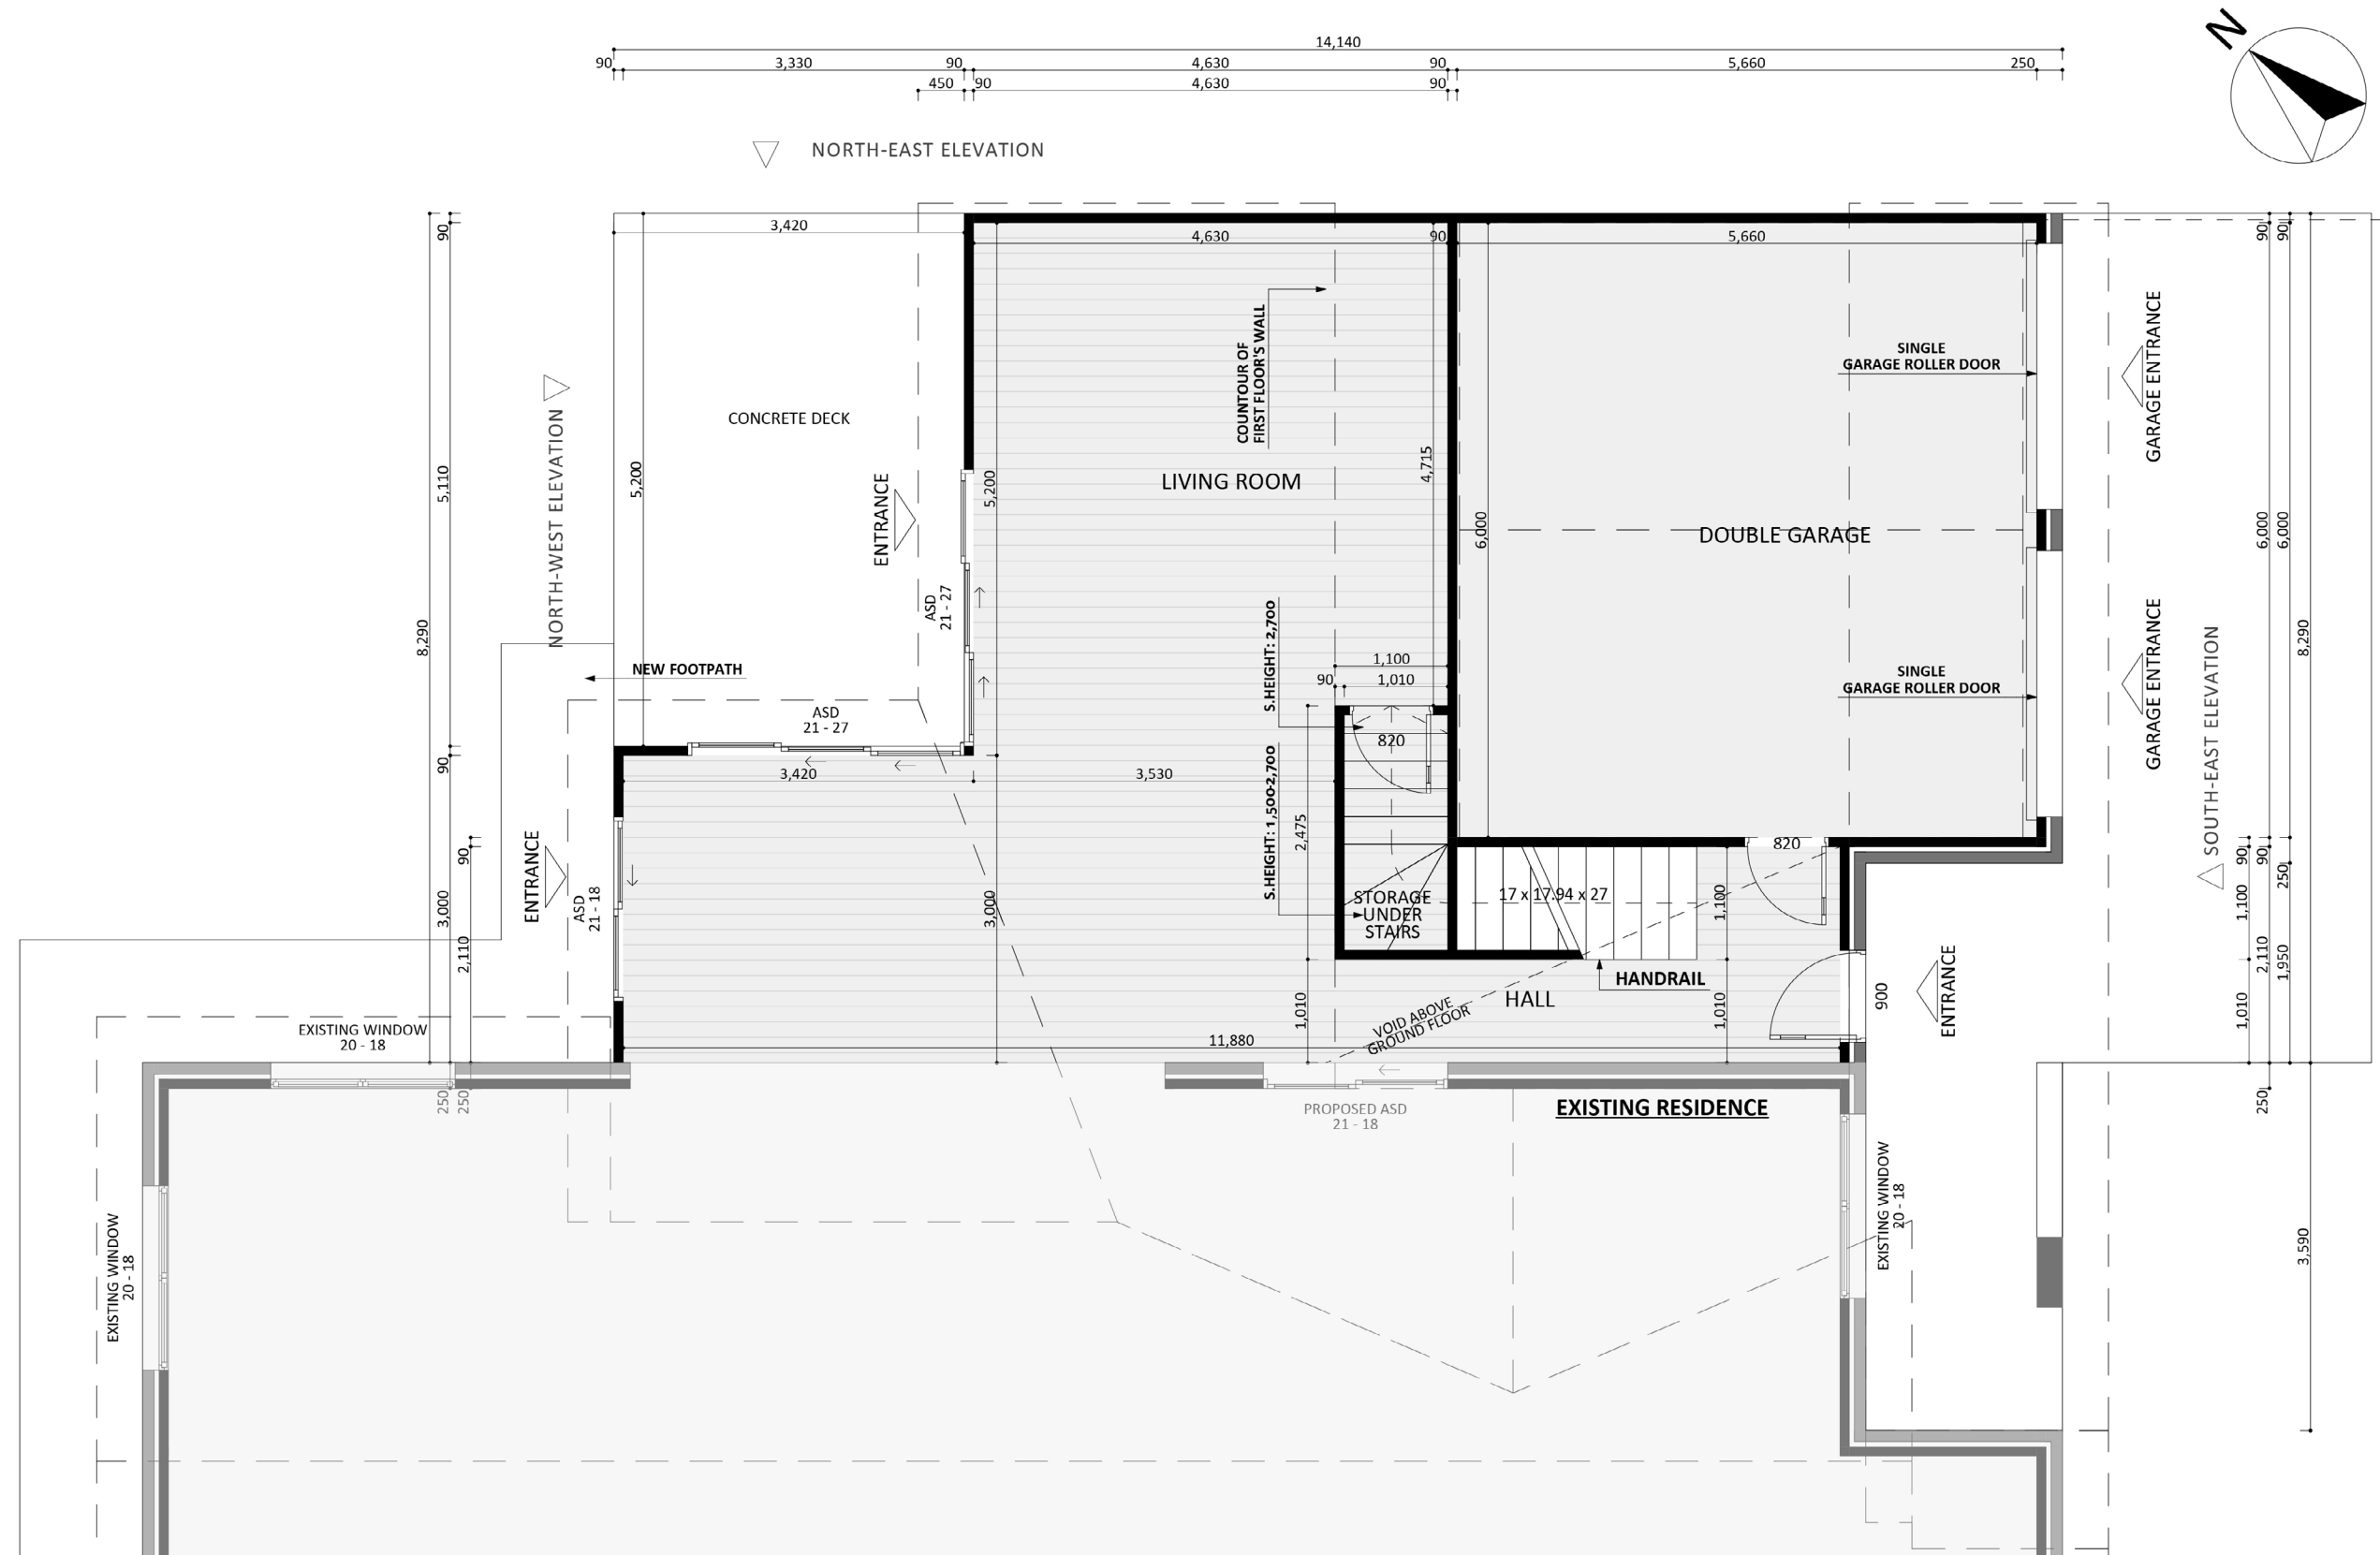 N
14,140
90 3,330 90 4,630 90 5,660 250
450 90 4,630 90
NORTH-EAST ELEVATION
3,420
4,630 90 5,660
90
90 90
COUNTOUR OF
FIRST FLOOR'S WALL
SINGLE
GARAGE ROLLER DOOR
GARAGE ENTRANCE
CONCRETE DECK
NORTH-WEST ELEVATION
5,110
5,200
ENTRANCE
5,200
LIVING ROOM
4,715
6,000
DOUBLE GARAGE
6,000 6,000
8,290
8,290
ASD
21 - 27
S.HEIGHT: 2,700
GARAGE ENTRANCE
SOUTH-EAST ELEVATION
NEW FOOTPATH
1,100
90 1,010
SINGLE
GARAGE ROLLER DOOR
ASD
21 - 27
820
90
3,420 3,530
S.HEIGHT: 1,500-2,700
2,475
90
ENTRANCE
ASD
21 - 18
3,000
2,110
3,000
STORAGE
UNDER
STAIRS
17 x 17.94 x 27
820
1,100
90 90
250
1,100
2,110
1,950
HANDRAIL
HALL
VOID ABOVE
GROUND FLOOR
1,010
1,010
900
ENTRANCE
1,010
EXISTING WINDOW
20 - 18
11,880
250 250
PROPOSED ASD
21 - 18
EXISTING RESIDENCE
250
EXISTING WINDOW
20 - 18
EXISTING WINDOW
20 - 18
3,590